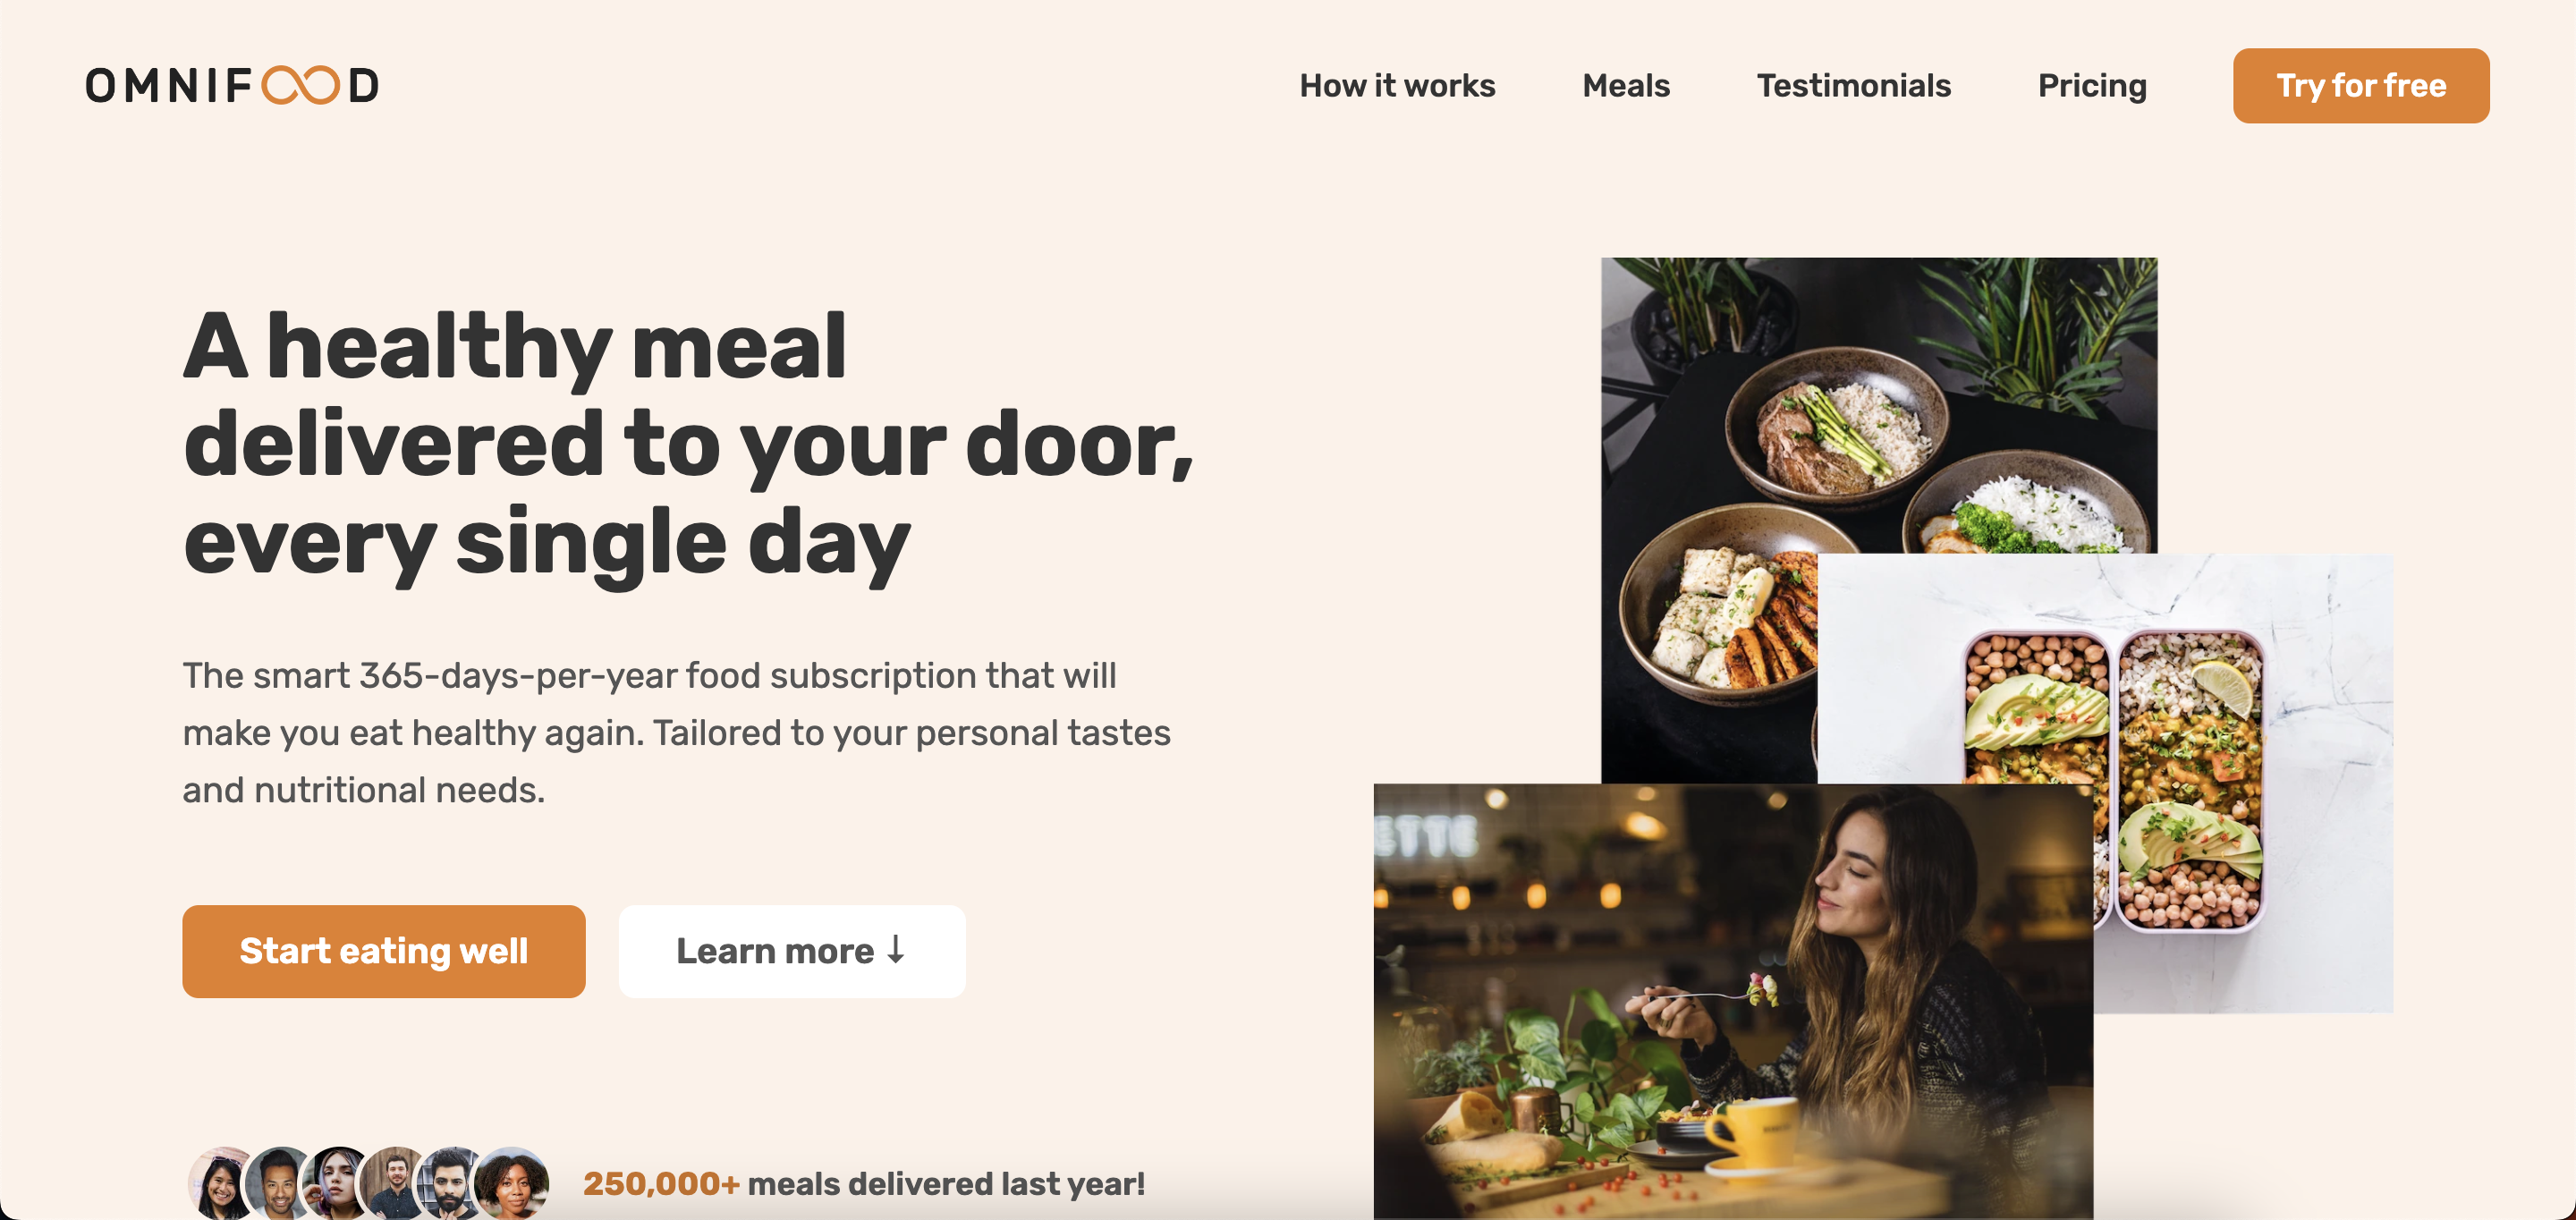 OMNIFOOD
How it works Meals Testimonials Pricing Try for free
A healthy meal
delivered to your door,
every single day
The smart 365-days-per-year food subscription that will
make you eat healthy again. Tailored to your personal tastes
and nutritional needs.
ETTE
Start eating well Learn more ↓
250,000+ meals delivered last year!